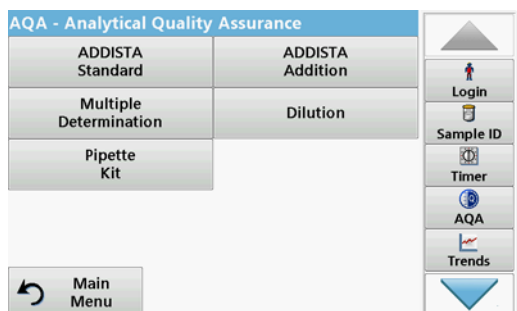 AQA - Analytical Quality Assurance
ADDISTA
Standard
ADDISTA
Addition
Multiple
Determination
Dilution
Pipette
Kit
Main
Menu
Login
Sample ID
Timer
AQA
Trends